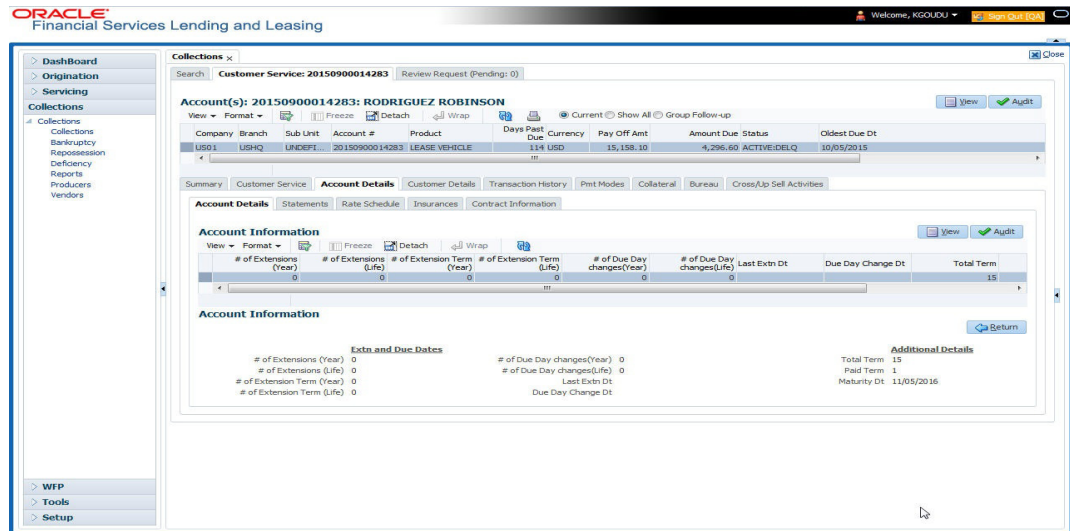 ORACLE
Financial Services Lending and Leasing
Welcome, KGOUDU
Sign Out [QA]
Close
DashBoard
Origination
Servicing
Collections
Collections
Collections
Bankruptcy
Repossession
Deficiency
Reports
Producers
Vendors
WFP
Tools
Setup
Collections x
Search Customer Service: 20150900014283 Review Request (Pending: 0)
Account(s): 20150900014283: RODRIGUEZ ROBINSON
View Audit
View Format Freeze Detach Wrap Current Show All Group Follow-up
Company Branch Sub Unit Account # Product Days Past Due Currency Pay Off Amt Amount Due Status Oldest Due Dt
US01 USHQ UNDEFI... 20150900014283 LEASE VEHICLE 114 USD 15,158.10 4,296.60 ACTIVE:DELQ 10/05/2015
Summary Customer Service Account Details Customer Details Transaction History Pmt Modes Collateral Bureau Cross/Up Sell Activities
Account Details Statements Rate Schedule Insurances Contract Information
Account Information
View Audit
View Format Freeze Detach Wrap
# of Extensions (Year) # of Extensions (Life) # of Extension Term (Year) # of Extension Term (Life) # of Due Day changes(Year) # of Due Day changes(Life) Last Extn Dt Due Day Change Dt Total Term
0 0 0 0 0 0 15
Account Information
Return
Extn and Due Dates Additional Details
# of Extensions (Year) 0 # of Due Day changes(Year) 0 Total Term 15
# of Extensions (Life) 0 # of Due Day changes(Life) 0 Paid Term 1
# of Extension Term (Year) 0 Last Extn Dt Maturity Dt 11/05/2016
# of Extension Term (Life) 0 Due Day Change Dt